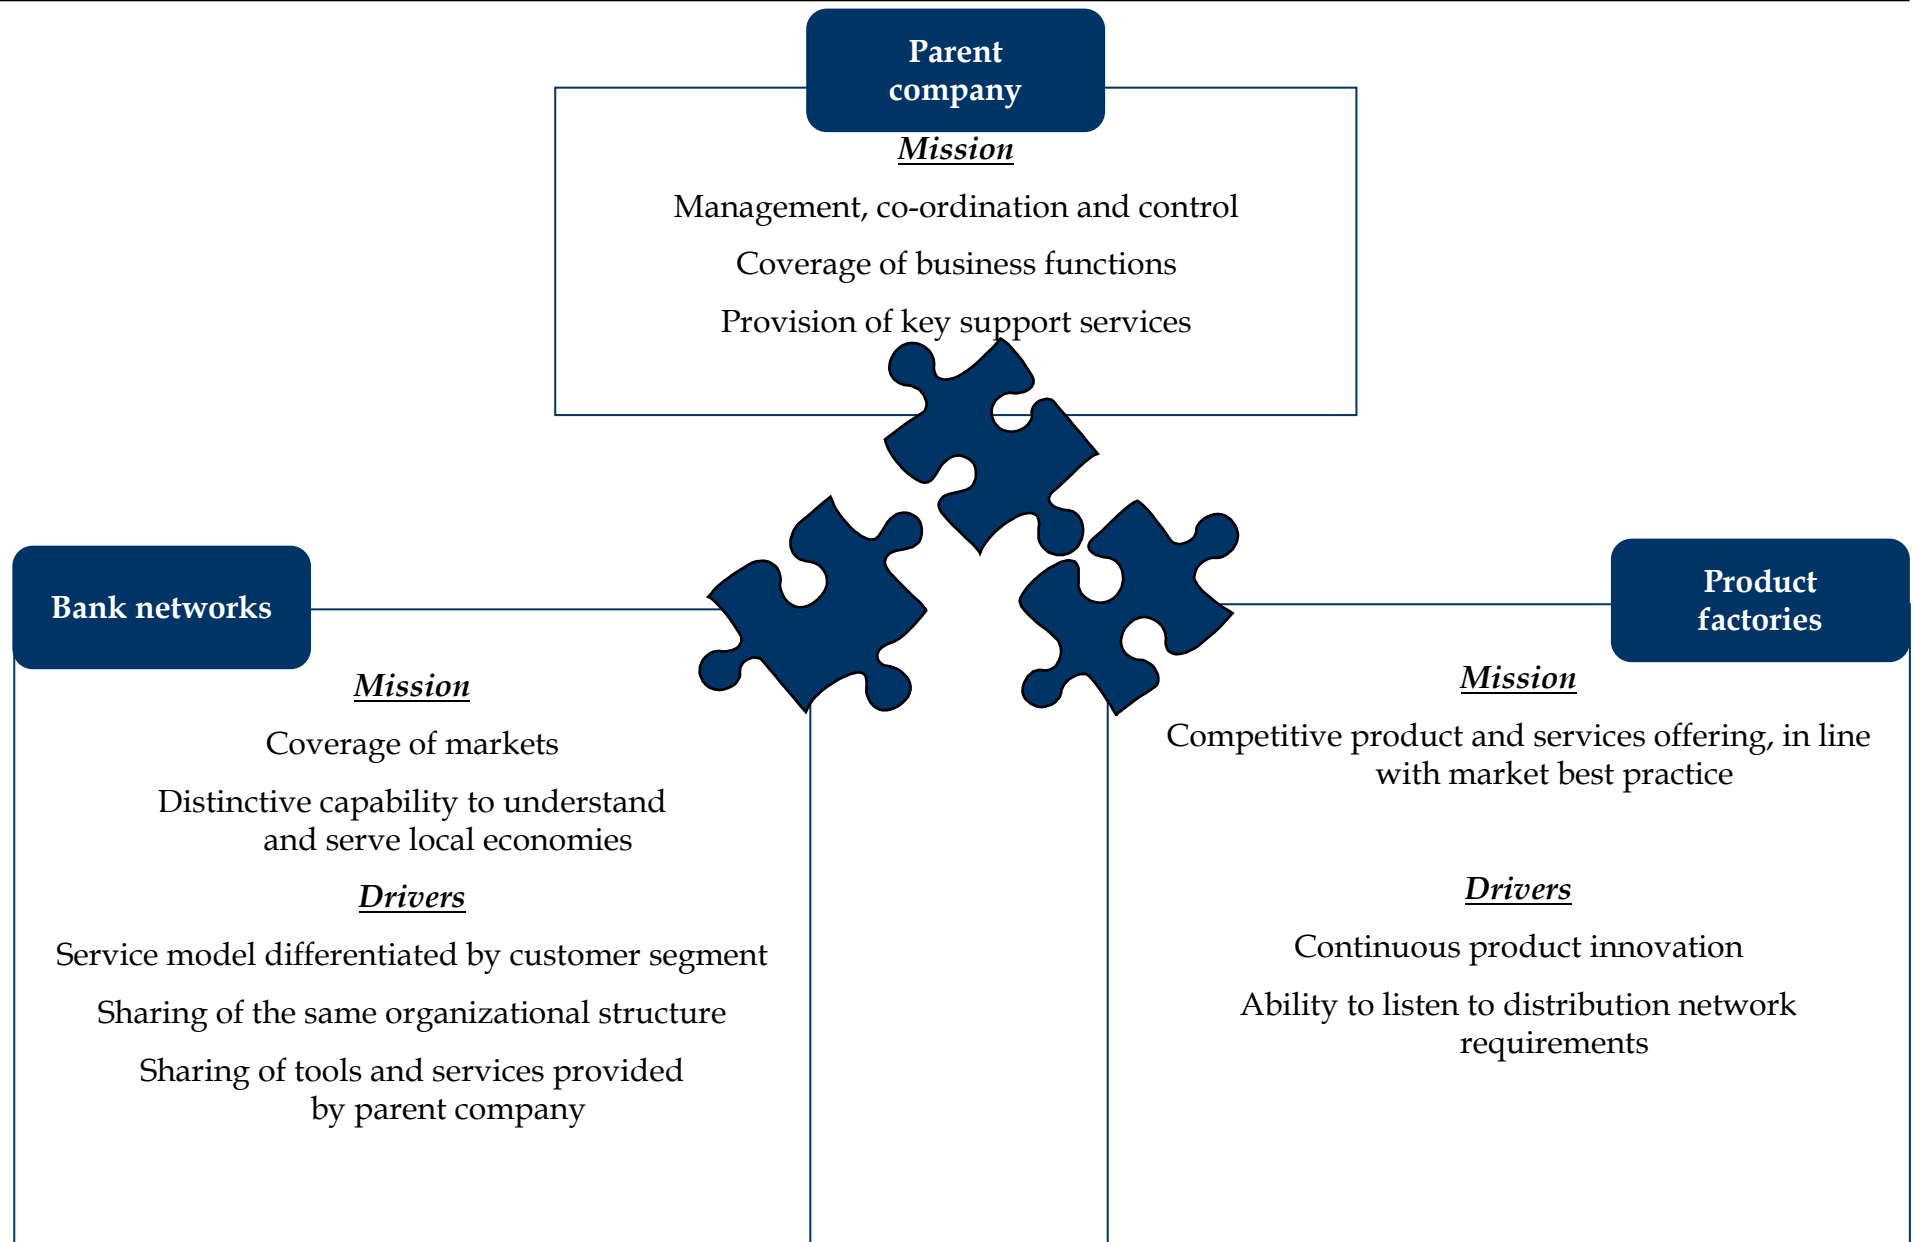 Parent
company
Mission
Management, co-ordination and control
Coverage of business functions
Provision of key support services
Bank networks
Mission
Coverage of markets
Distinctive capability to understand
and serve local economies
Drivers
Service model differentiated by customer segment
Sharing of the same organizational structure
Sharing of tools and services provided
by parent company
Product
factories
Mission
Competitive product and services offering, in line
with market best practice
Drivers
Continuous product innovation
Ability to listen to distribution network
requirements